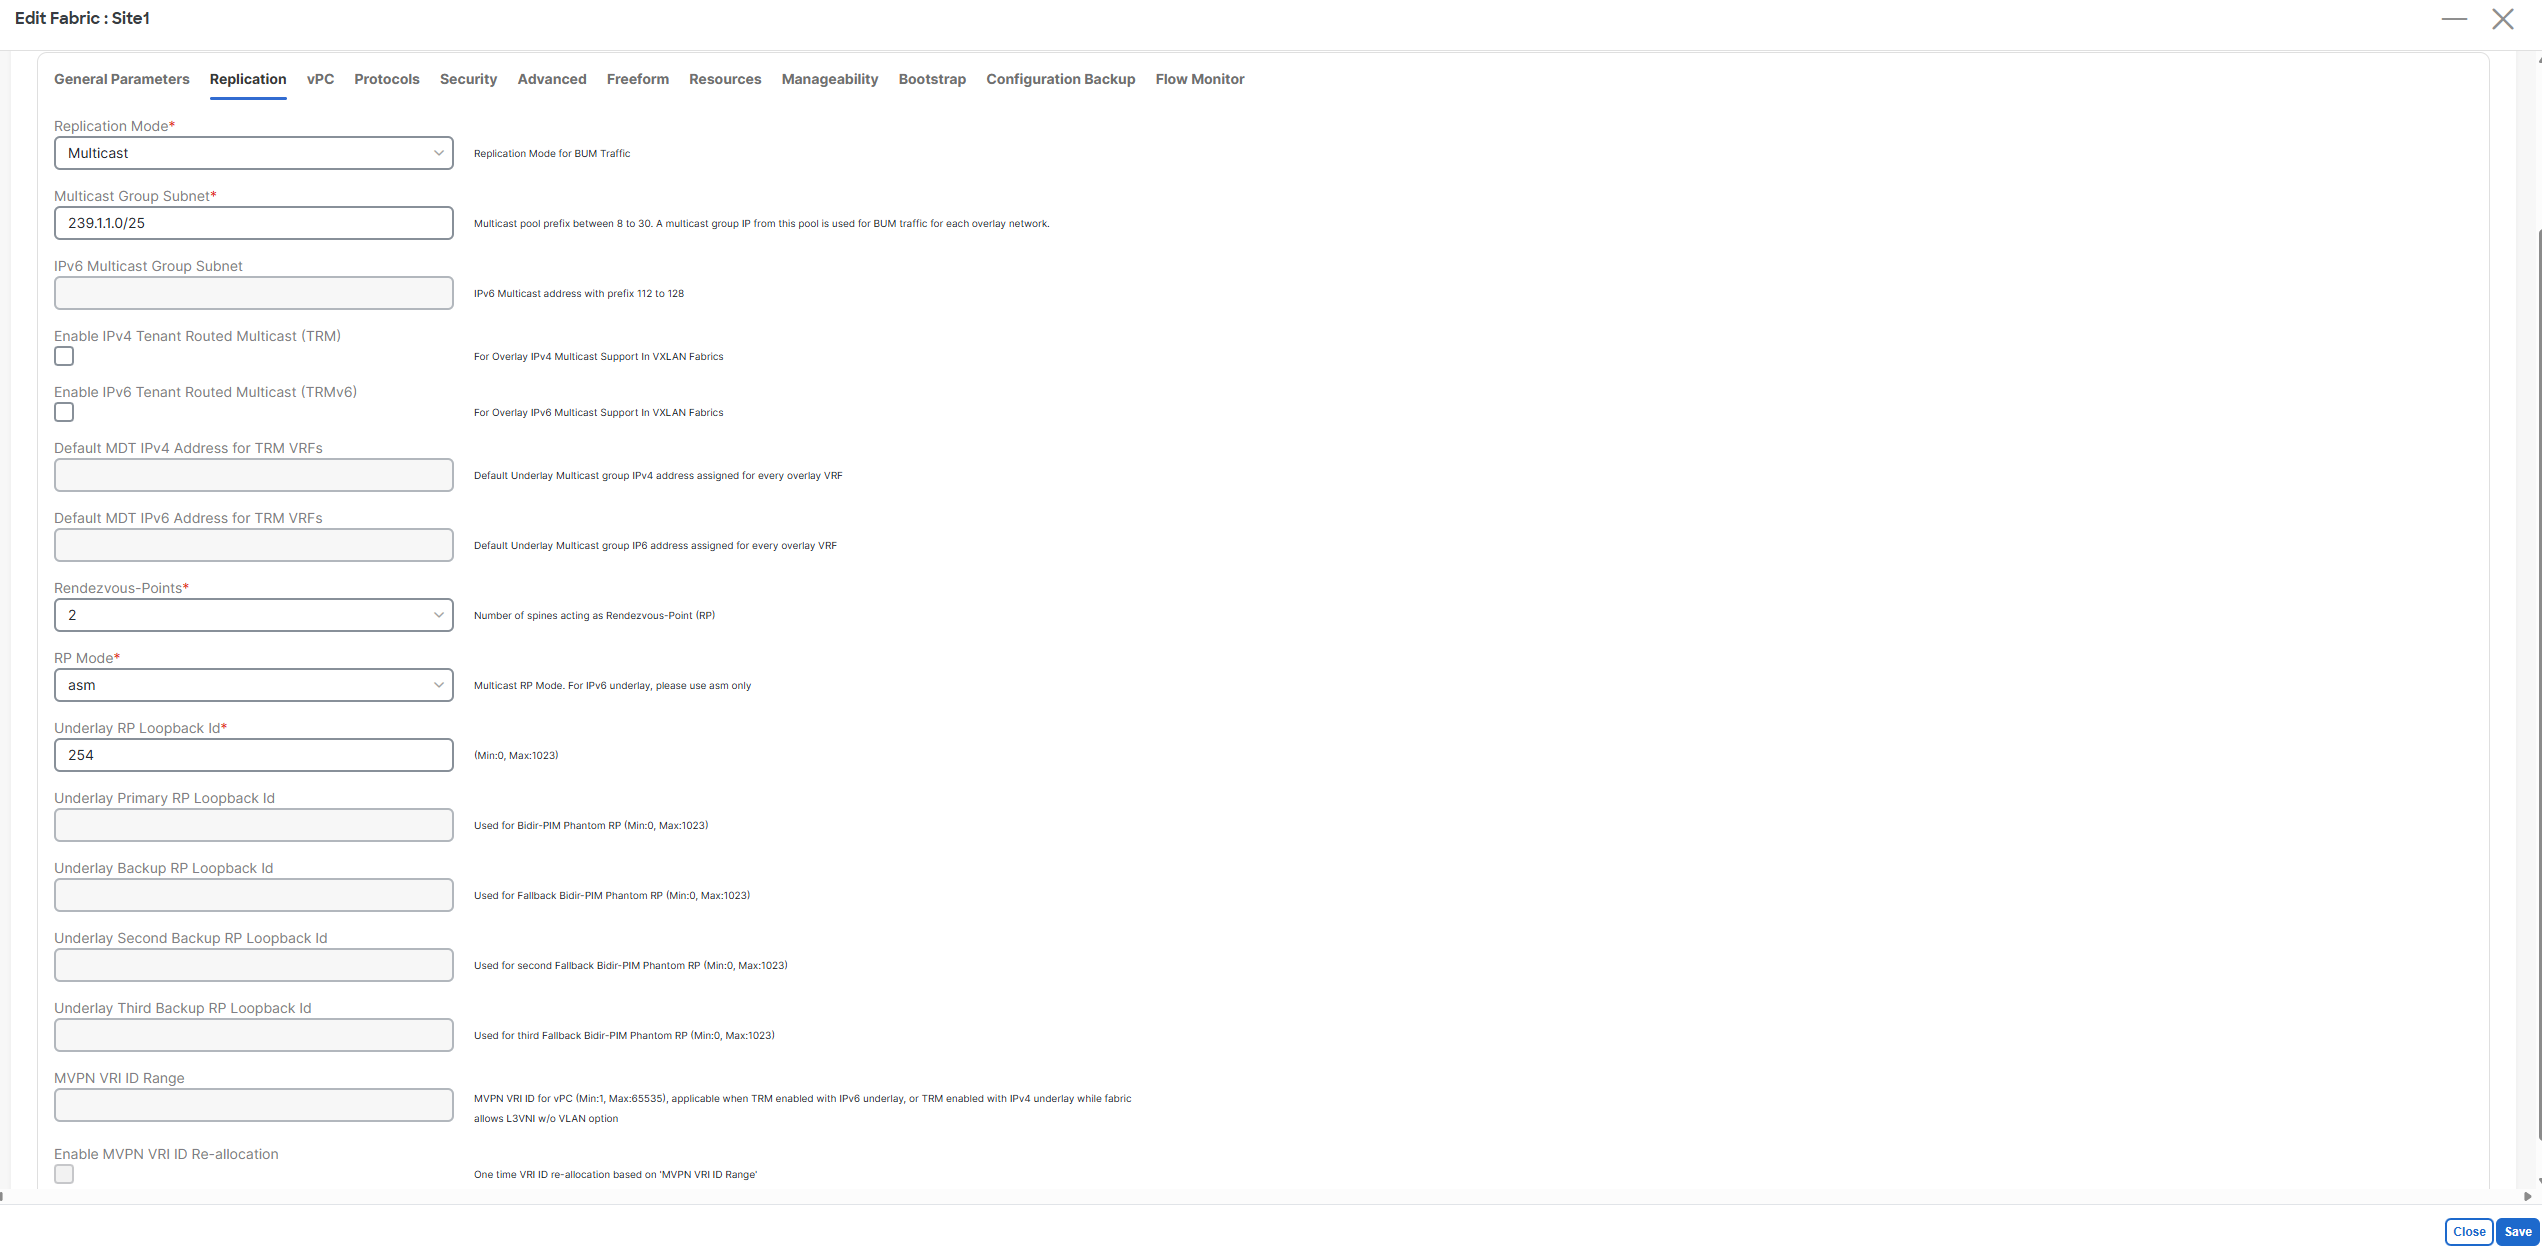 Edit Fabric : Site1
General Parameters Replication vPC Protocols Security Advanced Freeform Resources Manageability Bootstrap Configuration Backup Flow Monitor
Replication Mode*
Multicast
Replication Mode for BUM Traffic
Multicast Group Subnet*
239.1.1.0/25
Multicast pool prefix between 8 to 30. A multicast group IP from this pool is used for BUM traffic for each overlay network.
IPv6 Multicast Group Subnet
IPv6 Multicast address with prefix 112 to 128
Enable IPv4 Tenant Routed Multicast (TRM)
For Overlay IPv4 Multicast Support In VXLAN Fabrics
Enable IPv6 Tenant Routed Multicast (TRMv6)
For Overlay IPv6 Multicast Support In VXLAN Fabrics
Default MDT IPv4 Address for TRM VRFs
Default Underlay Multicast group IPv4 address assigned for every overlay VRF
Default MDT IPv6 Address for TRM VRFs
Default Underlay Multicast group IP6 address assigned for every overlay VRF
Rendezvous-Points*
2
Number of spines acting as Rendezvous-Point (RP)
RP Mode*
asm
Multicast RP Mode. For IPv6 underlay, please use asm only
Underlay RP Loopback Id*
254
(Min:0, Max:1023)
Underlay Primary RP Loopback Id
Used for Bidir-PIM Phantom RP (Min:0, Max:1023)
Underlay Backup RP Loopback Id
Used for Fallback Bidir-PIM Phantom RP (Min:0, Max:1023)
Underlay Second Backup RP Loopback Id
Used for second Fallback Bidir-PIM Phantom RP (Min:0, Max:1023)
Underlay Third Backup RP Loopback Id
Used for third Fallback Bidir-PIM Phantom RP (Min:0, Max:1023)
MVPN VRI ID Range
MVPN VRI ID for vPC (Min:1, Max:65535), applicable when TRM enabled with IPv6 underlay, or TRM enabled with IPv4 underlay while fabric
allows L3VNI w/o VLAN option
Enable MVPN VRI ID Re-allocation
One time VRI ID re-allocation based on 'MVPN VRI ID Range'
Close Save